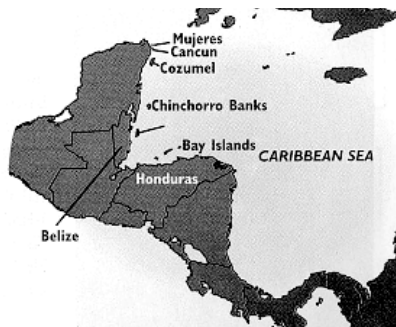 Mujeres
Cancun
Cozumel
Chinchorro Banks
Bay Islands
CARIBBEAN SEA
Honduras
Belize